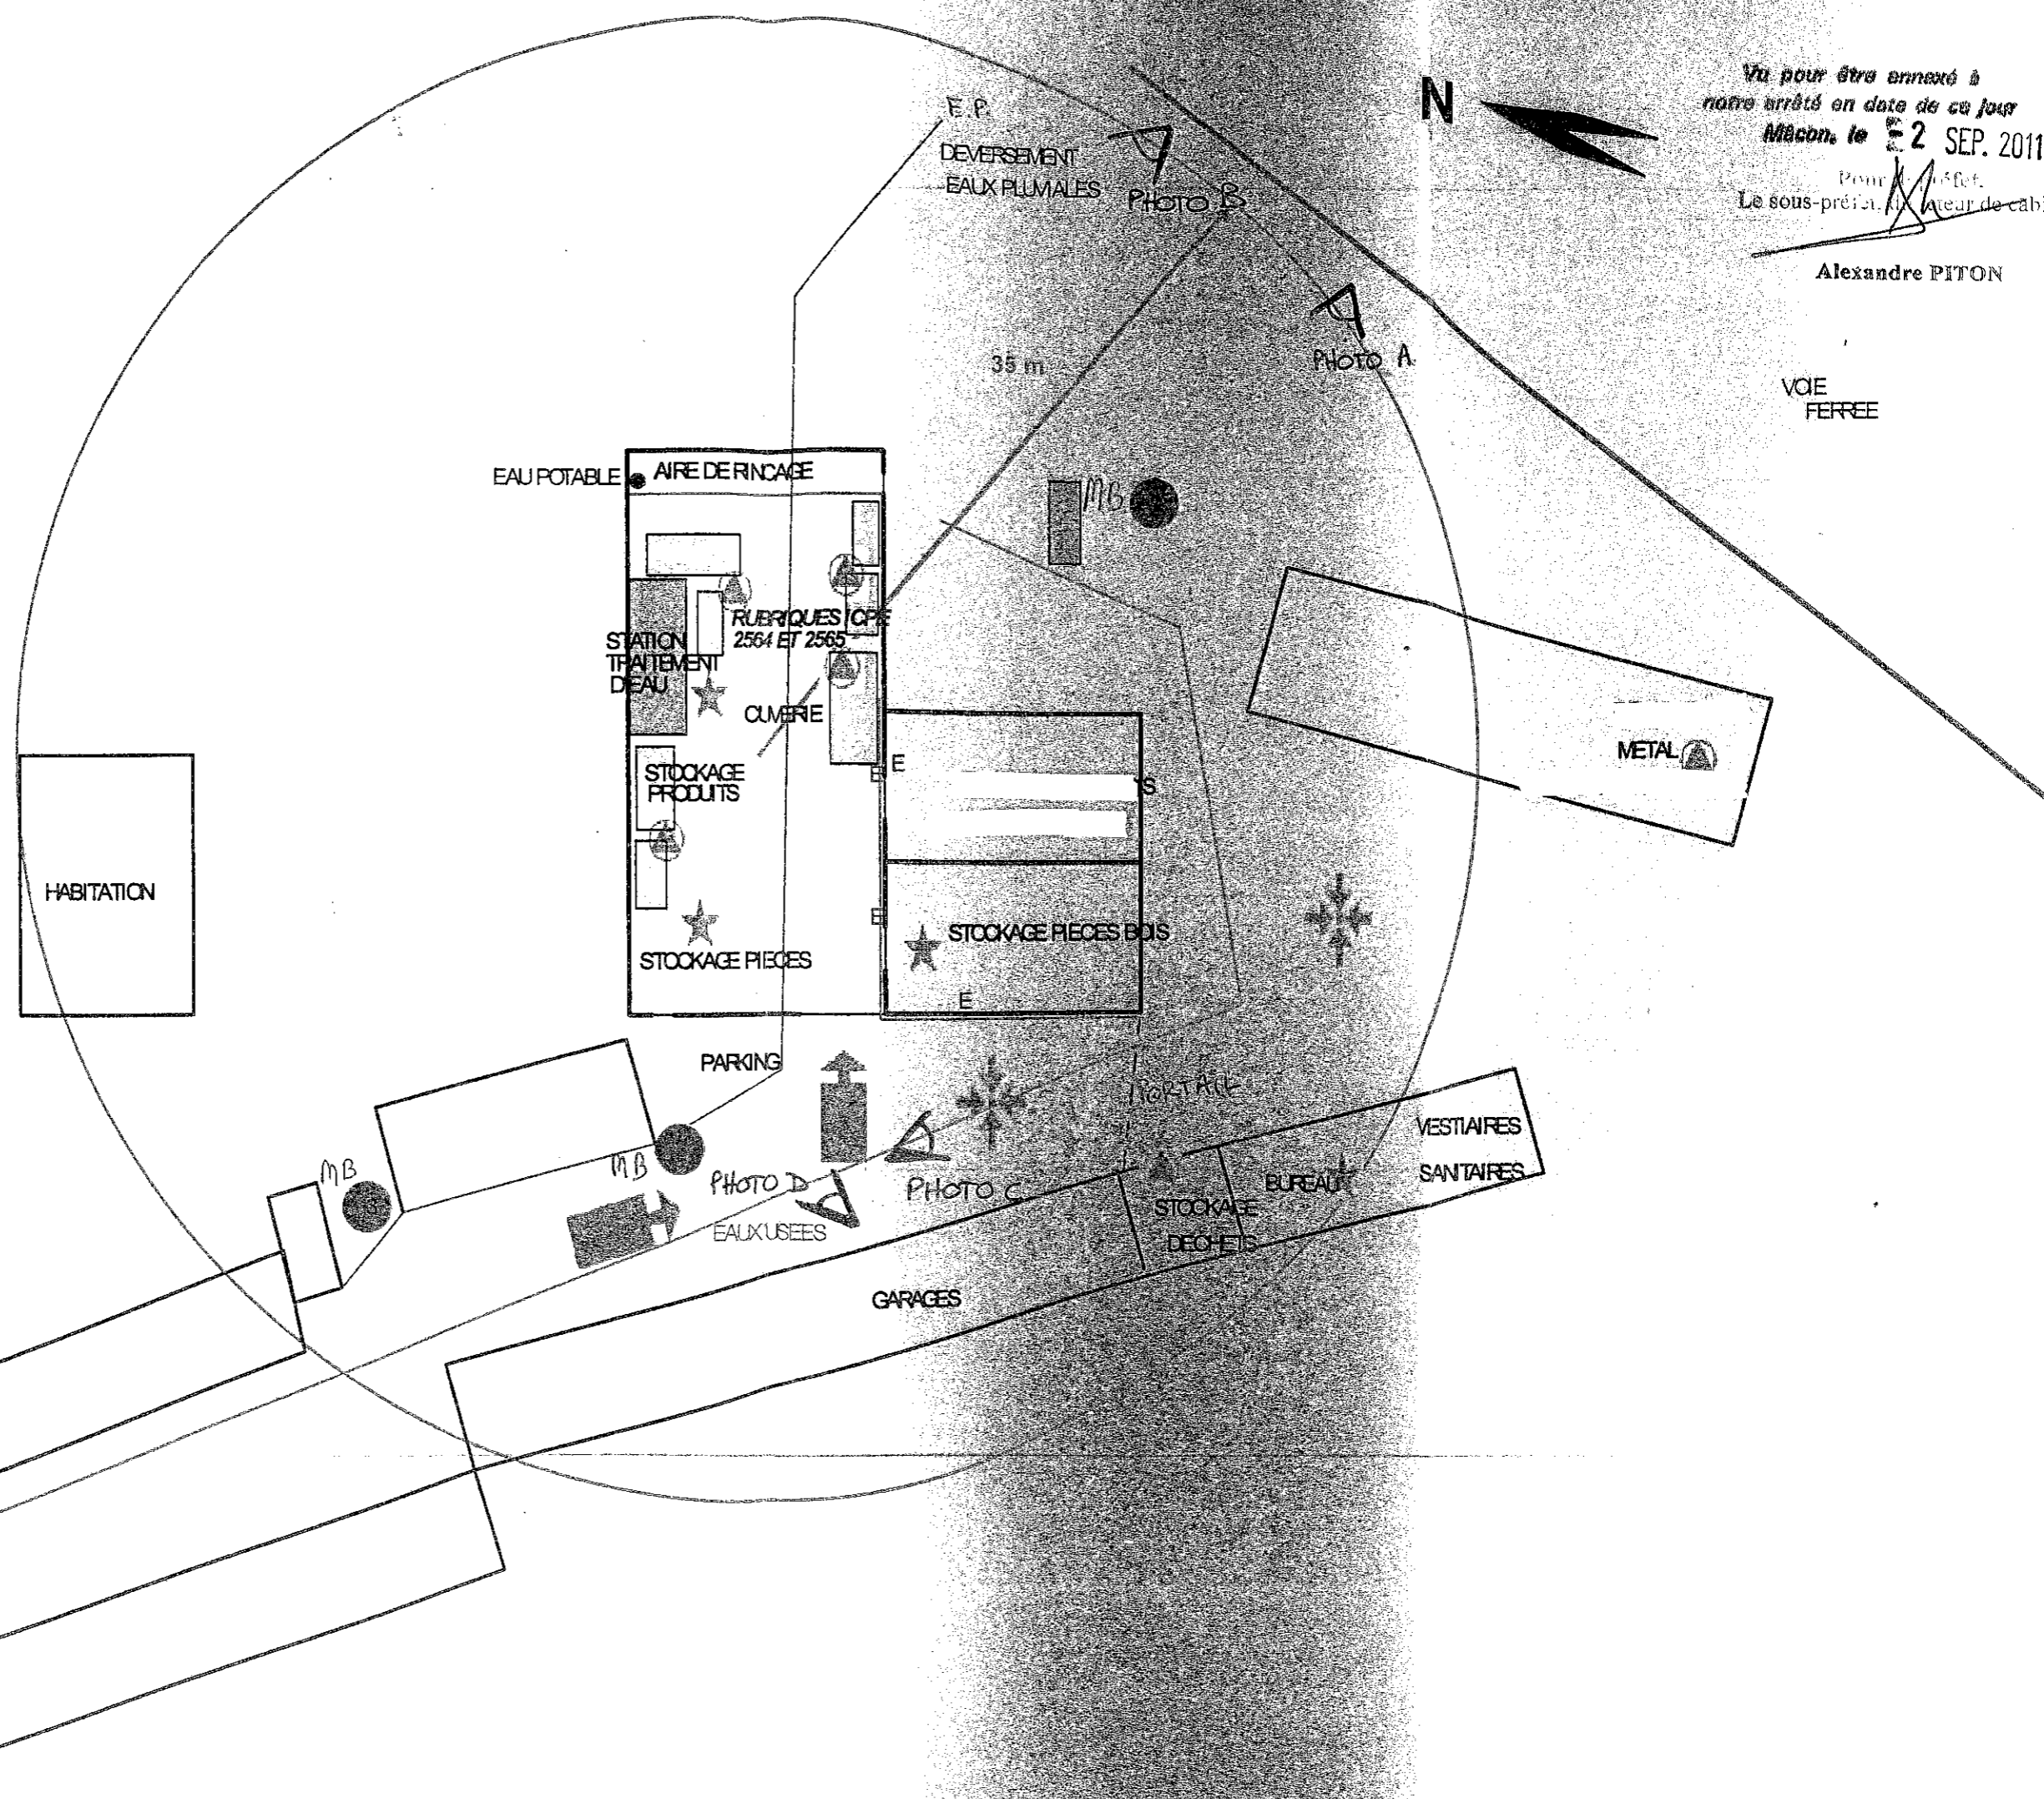 N
Vu pour être annexé à
notre arrêté en date de ce jour
Mâcon, le 2 SEP. 2011
Pour
Le sous-préfet,
Alexandre PITON
E.P.
DEVERSEMENT
EAUX PLUVIALES
PHOTO B
35 m
PHOTO A
VOIE
FERREE
EAU POTABLE
AIRE DE RINCAGE
MB
RUBRIQUES ICPE
2564 ET 2565
STATION
TRAITEMENT
D'EAU
CUVERIE
METAL
STOCKAGE
PRODUITS
E
E
S
HABITATION
E
STOCKAGE PIECES BOIS
STOCKAGE PIECES
E
PARKING
PORTAIL
VESTIAIRES
SANITAIRES
MB
MB
PHOTO D
PHOTO C
BUREAU
STOCKAGE
DECHETS
EAUX USEES
GARAGES